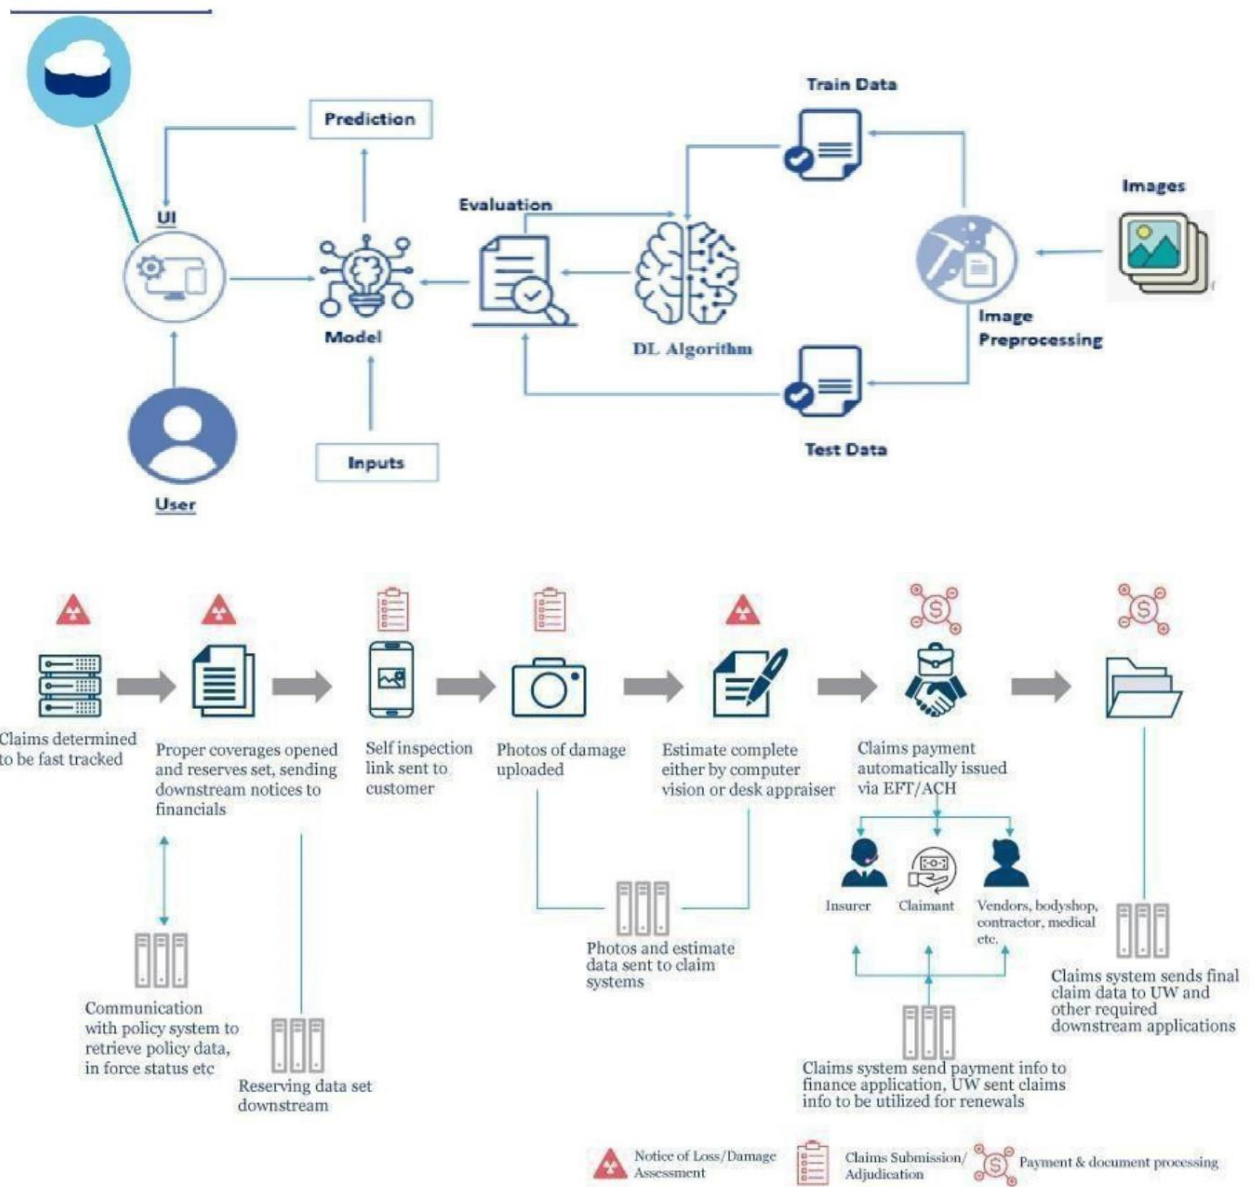 Train Data
Prediction
Images
Evaluation
UI
Image
Preprocessing
Model
DL Algorithm
Test Data
Inputs
User
Claims determined
to be fast tracked
Proper coverages opened
and reserves set, sending
downstream notices to
financials
Self inspection
link sent to
customer
Photos of damage
uploaded
Estimate complete
either by computer
vision or desk appraiser
Claims payment
automatically issued
via EFT/ACH
Insurer
Claimant
Vendors, bodyshop,
contractor, medical
etc.
Photos and estimate
data sent to claim
systems
Claims system sends final
claim data to UW and
other required
downstream applications
Communication
with policy system to
retrieve policy data,
in force status etc
Reserving data set
downstream
Claims system send payment info to
finance application, UW sent claims
info to be utilized for renewals
Notice of Loss/Damage
Assessment
Claims Submission/
Adjudication
Payment & document processing